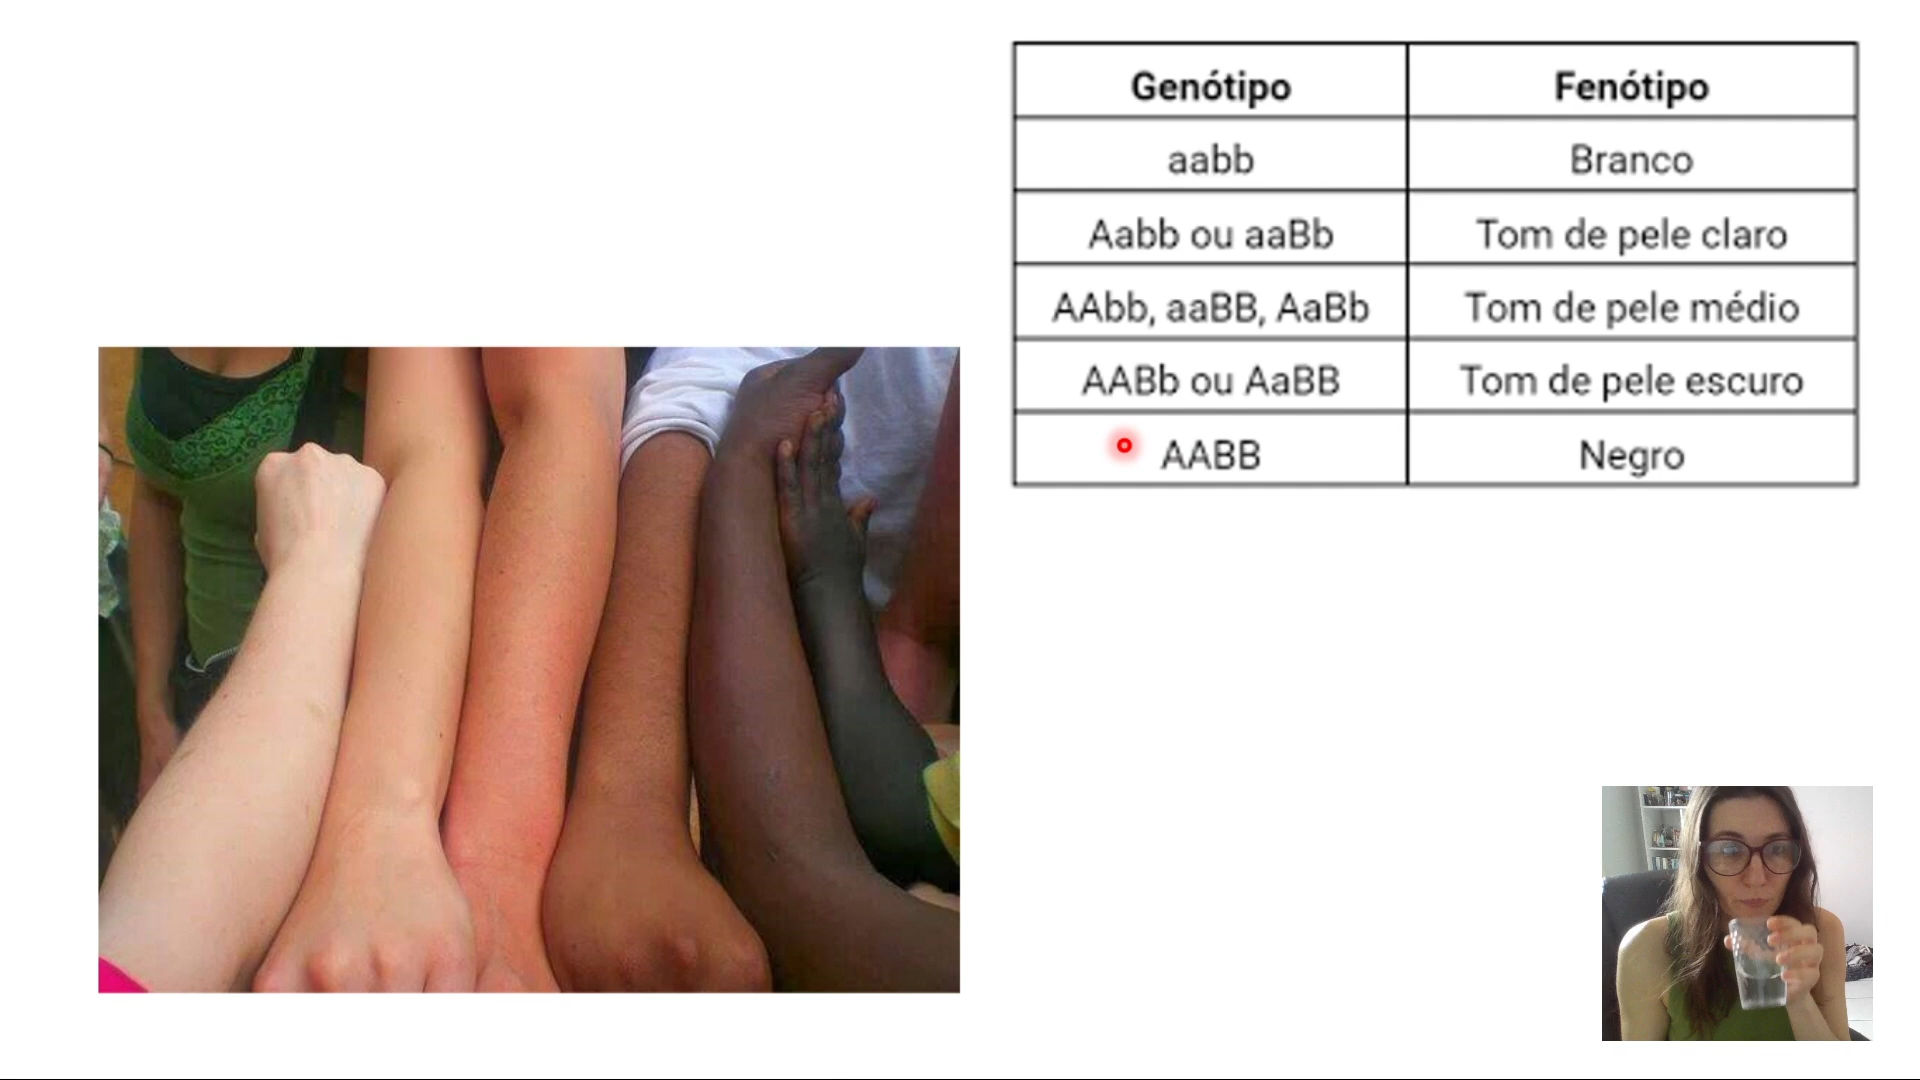 Genótipo Fenótipo
aabb Branco
Aabb ou aaBb Tom de pele claro
AAbb, aaBB, AaBb Tom de pele médio
AABb ou AaBB Tom de pele escuro
AABB Negro